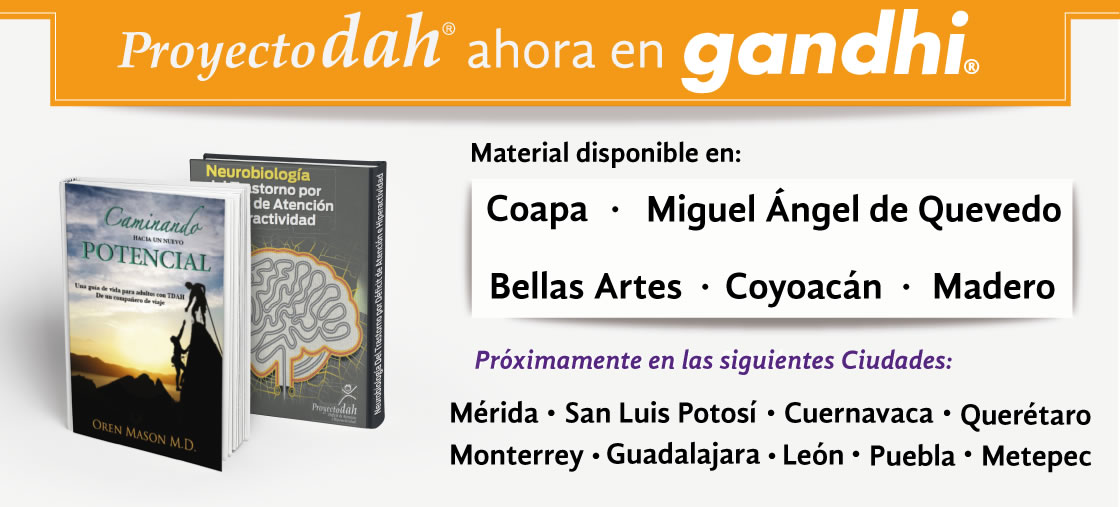 Proyectodah® ahora en gandhi®
Material disponible en:
Coapa · Miguel Ángel de Quevedo
Bellas Artes · Coyoacán · Madero
Próximamente en las siguientes Ciudades:
Mérida • San Luis Potosí • Cuernavaca • Querétaro
Monterrey • Guadalajara • León • Puebla • Metepec
Caminando
HACIA UN NUEVO
POTENCIAL
Una guía de vida para adultos con TDAH
De un compañero de viaje
OREN MASON M.D.
Neurobiología
Trastorno por
de Atención
Proyectodah
Neurobiología Del Trastorno por Déficit de Atención e Hiperactividad